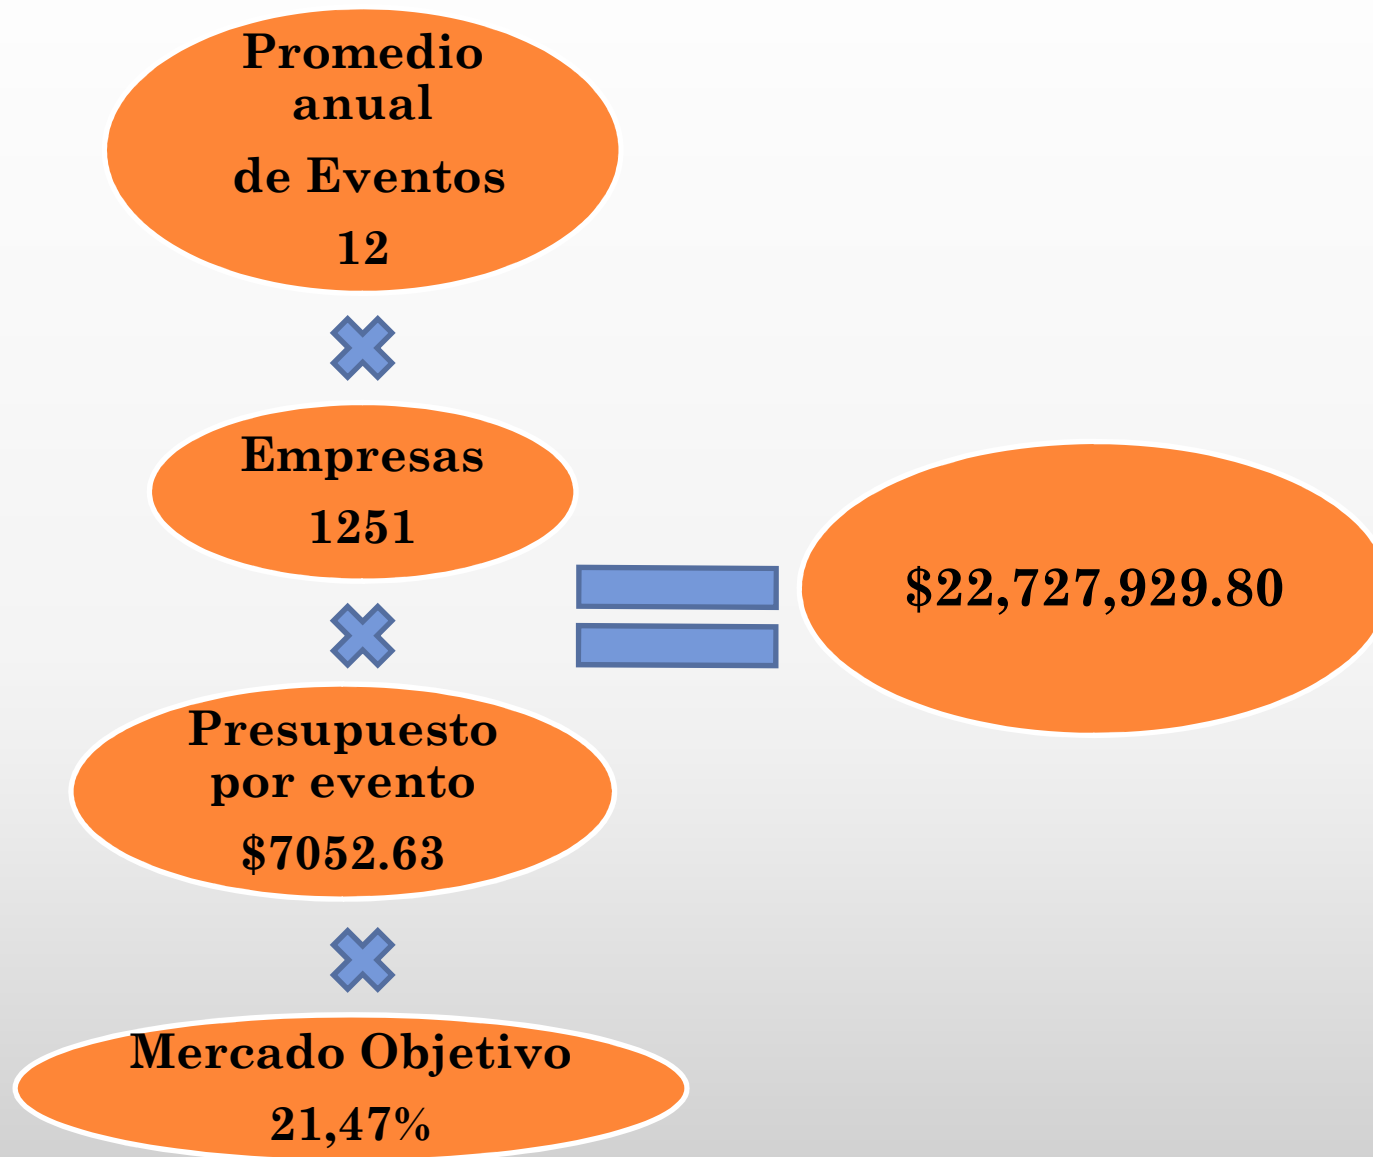 Promedio
anual
de Eventos
12
Empresas
1251
Presupuesto
por evento
$7052.63
Mercado Objetivo
21,47%
$22,727,929.80